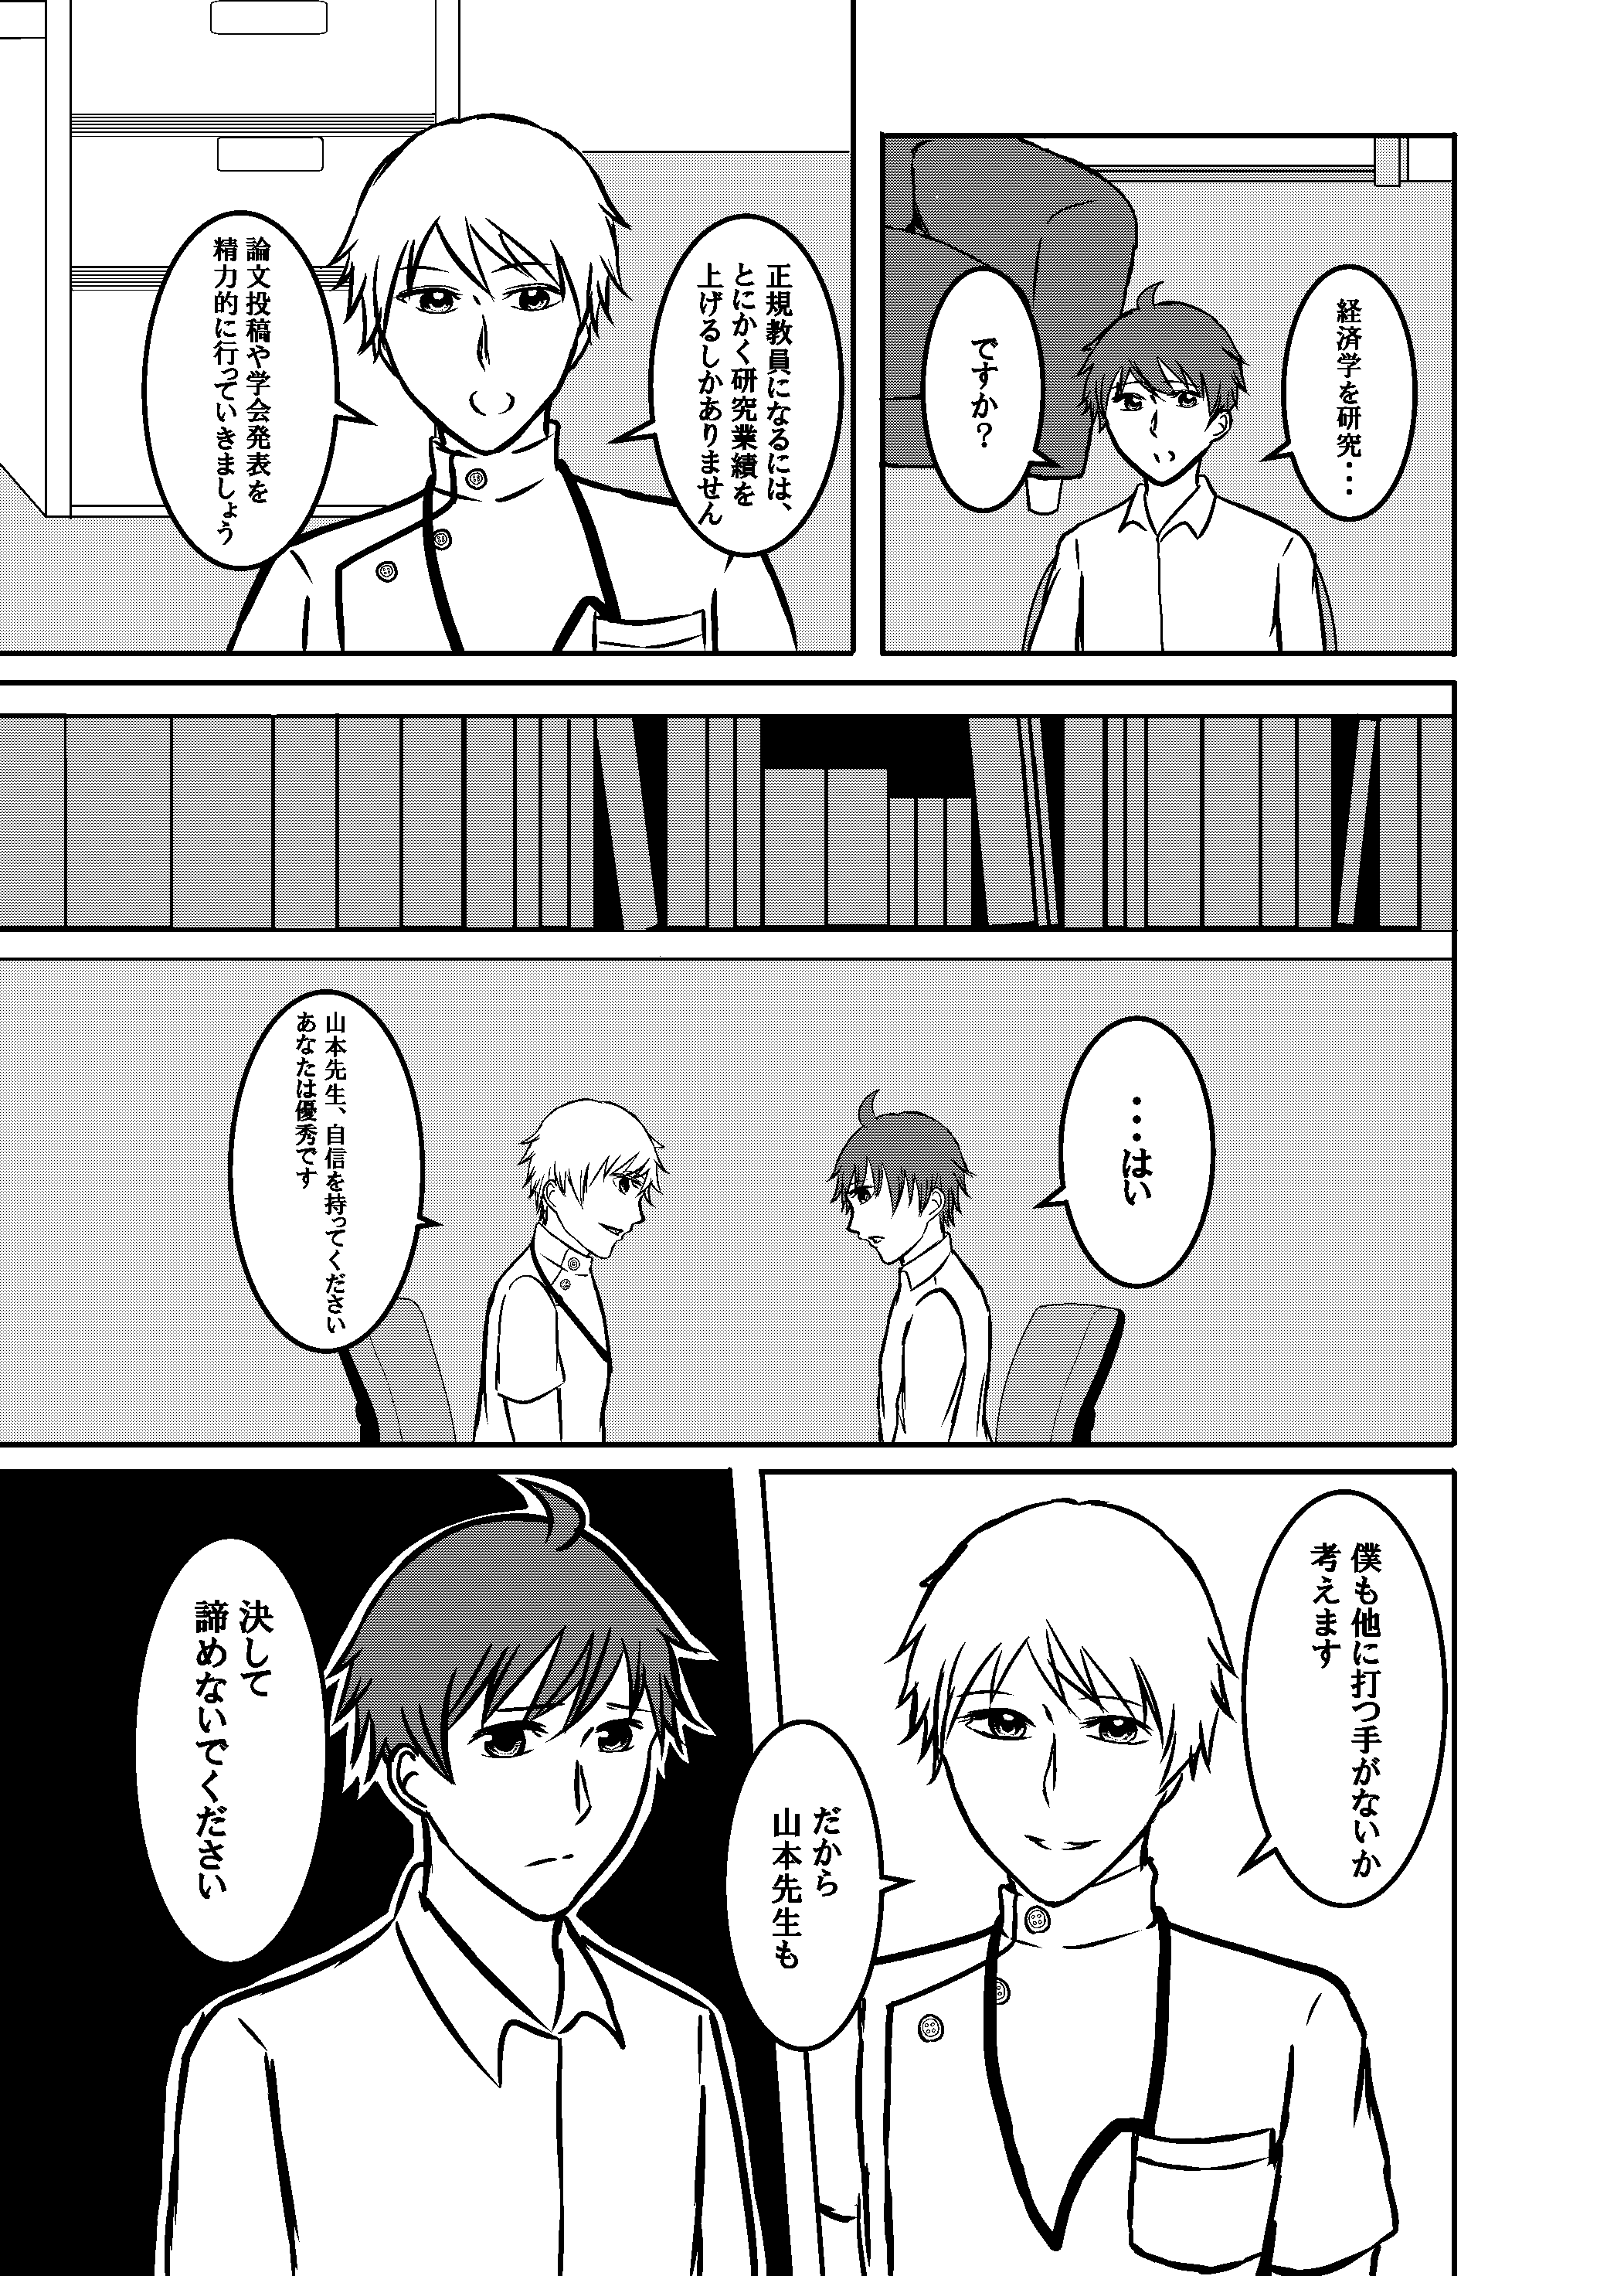 経済学を研究・・・
ですか？
正規教員になるには、
とにかく研究業績を
上げるしかありません
論文投稿や学会発表を
精力的に行っていきましょう
・・・はい
山本先生、自信を持ってください
あなたは優秀です
僕も他に打つ手がないか
考えます
だから
山本先生も
決して
諦めないでください